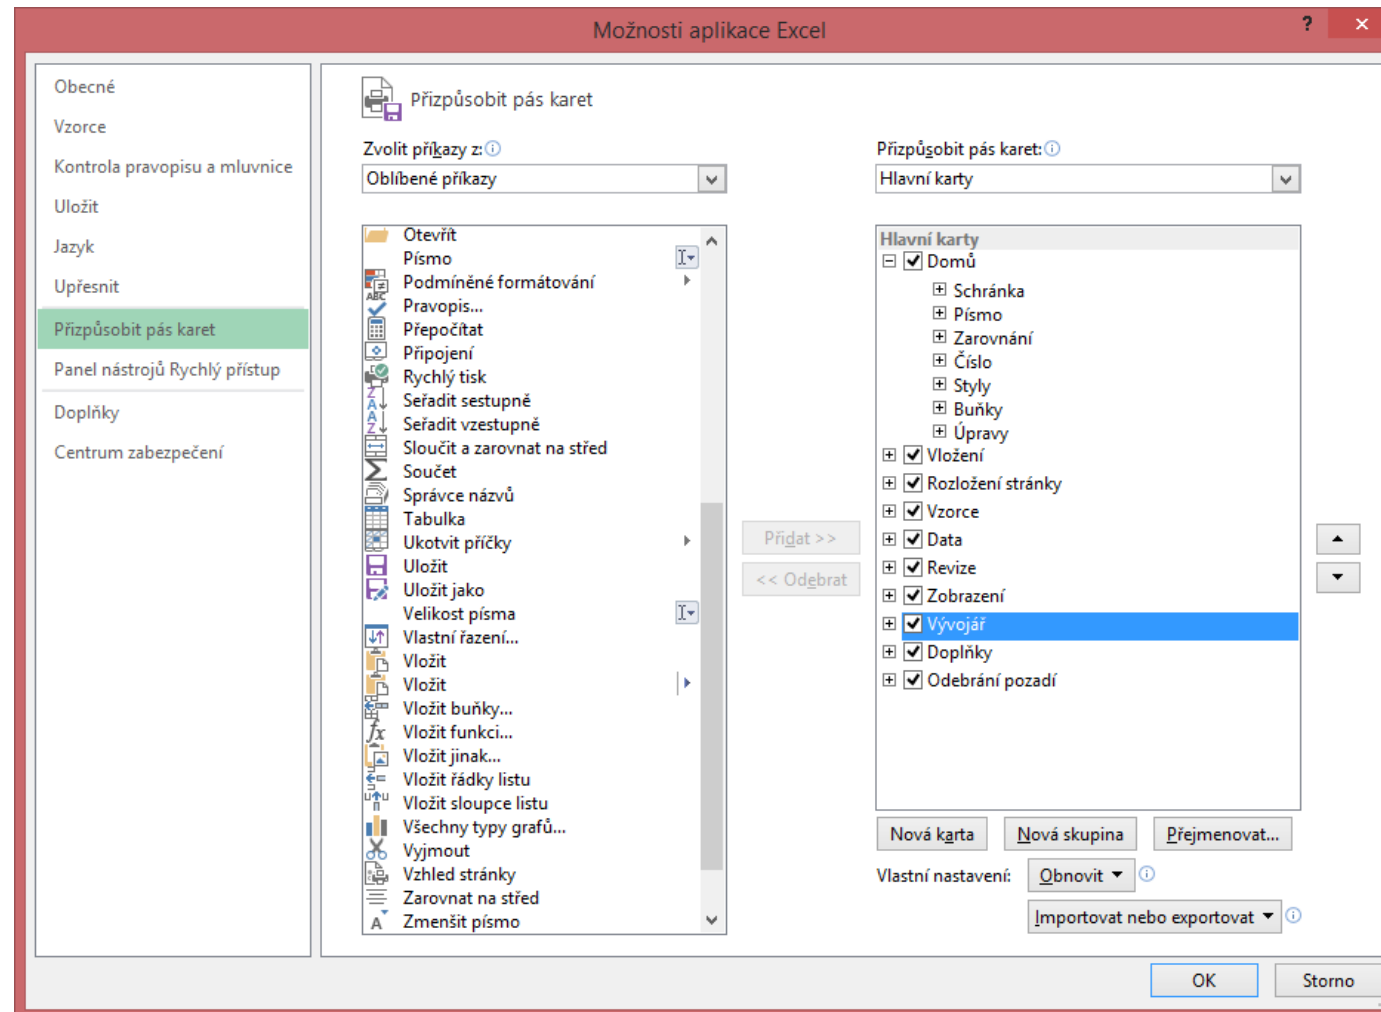 Možnosti aplikace Excel
?
Obecné
Vzorce
Kontrola pravopisu a mluvnice
Uložit
Jazyk
Upřesnit
Přizpůsobit pás karet
Panel nástrojů Rychlý přístup
Doplňky
Centrum zabezpečení
Přizpůsobit pás karet
Zvolit příkazy z:
Oblíbené příkazy
Otevřít
Písmo
Podmíněné formátování
Pravopis...
Přepočítat
Připojení
Rychlý tisk
Seřadit sestupně
Seřadit vzestupně
Sloučit a zarovnat na střed
Součet
Správce názvů
Tabulka
Ukotvit příčky
Uložit
Uložit jako
Velikost písma
Vlastní řazení...
Vložit
Vložit
Vložit buňky...
Vložit funkci...
Vložit jinak...
Vložit řádky listu
Vložit sloupce listu
Všechny typy grafů...
Vyjmout
Vzhled stránky
Zarovnat na střed
Zmenšit písmo
Přidat >>
<< Odebrat
Přizpůsobit pás karet:
Hlavní karty
Hlavní karty
Domů
Schránka
Písmo
Zarovnání
Číslo
Styly
Buňky
Úpravy
Vložení
Rozložení stránky
Vzorce
Data
Revize
Zobrazení
Vývojář
Doplňky
Odebrání pozadí
Nová karta
Nová skupina
Přejmenovat...
Vlastní nastavení:
Obnovit
Importovat nebo exportovat
OK
Storno